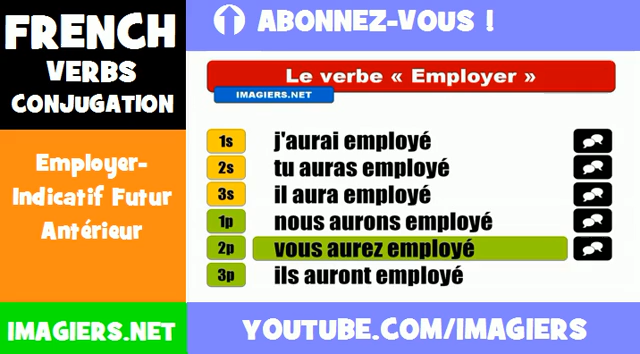 FRENCH
VERBS
CONJUGATION
Employer-
Indicatif Futur
Antérieur
IMAGIERS.NET
ABONNEZ-VOUS !
Le verbe « Employer »
IMAGIERS.NET
1s j'aurai employé
2s tu auras employé
3s il aura employé
1p nous aurons employé
2p vous aurez employé
3p ils auront employé
YOUTUBE.COM/IMAGIERS